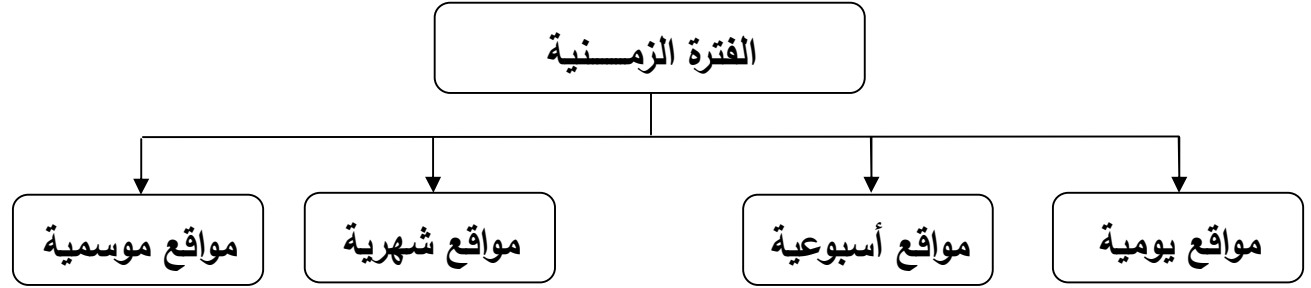 الفترة الزمـــنية
مواقع يومية
مواقع أسبوعية
مواقع شهرية
مواقع موسمية